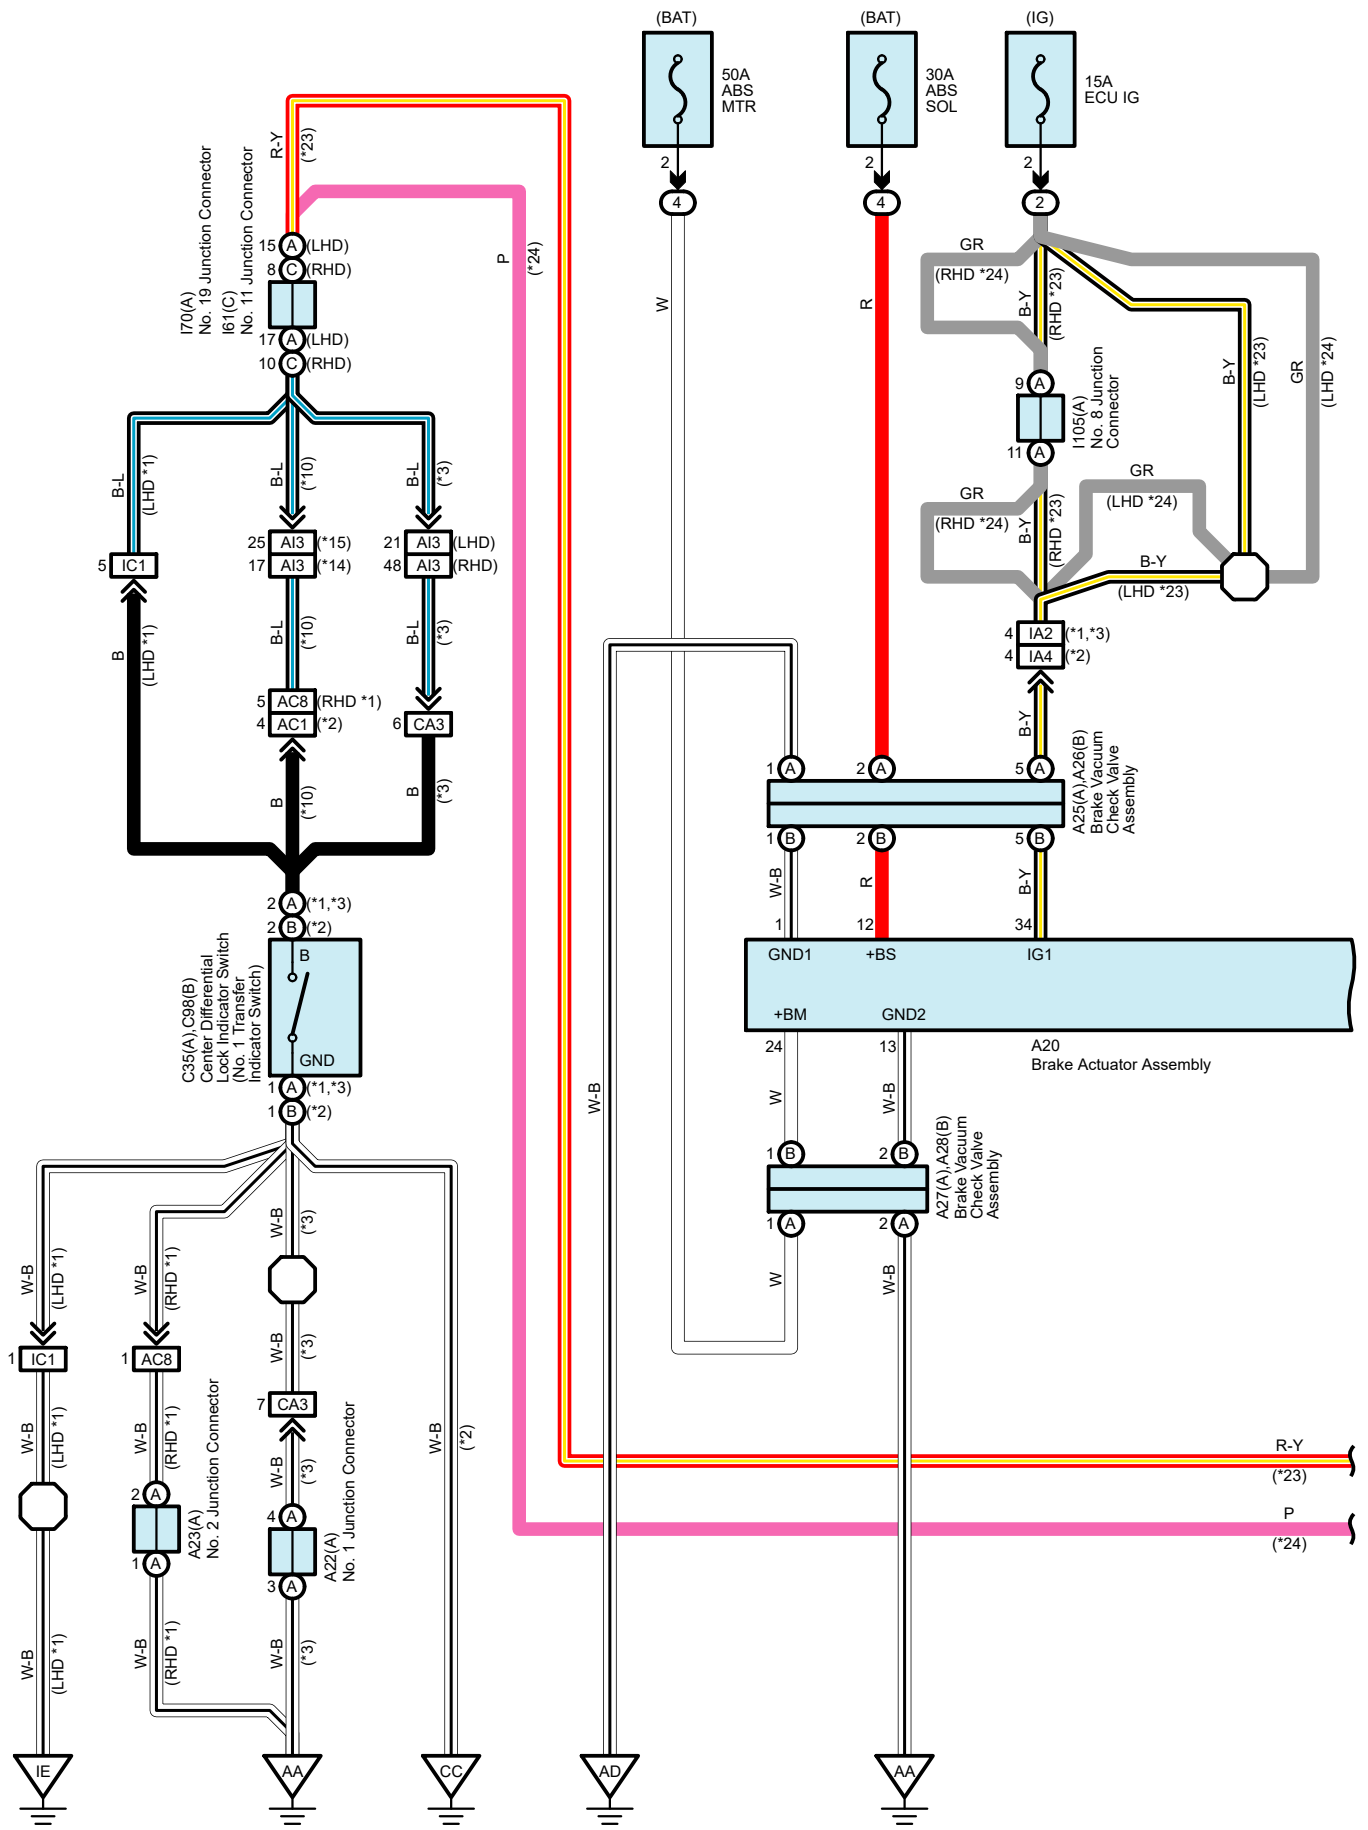 (BAT)
(BAT)
(IG)
50A
ABS
MTR
30A
ABS
SOL
15A
ECU IG
2
2
2
4
4
2
R-Y
(*23)
P
(*24)
W
R
I70(A)
No. 19 Junction Connector
I61(C)
No. 11 Junction Connector
15 A (LHD)
8 C (RHD)
17 A (LHD)
10 C (RHD)
GR
(RHD *24)
B-Y
(RHD *23)
B-Y
(LHD *23)
GR
(LHD *24)
9 A
11 A
I105(A)
No. 8 Junction
Connector
GR
(RHD *24)
B-Y
(RHD *23)
GR
(LHD *24)
B-Y
(LHD *23)
B-L
(LHD *1)
B-L
(*10)
B-L
(*3)
5 IC1
25 AI3 (*15)
17 AI3 (*14)
21 AI3 (LHD)
48 AI3 (RHD)
4 IA2 (*1,*3)
4 IA4 (*2)
B
(LHD *1)
B-L
(*10)
B-L
(*3)
5 AC8 (RHD *1)
4 AC1 (*2)
6 CA3
B
(*10)
B
(*3)
B-Y
1 A
2 A
5 A
A25(A),A26(B)
Brake Vacuum
Check Valve
Assembly
1 B
2 B
5 B
W-B
R
B-Y
1
12
34
GND1
+BS
IG1
+BM
GND2
24
13
A20
Brake Actuator Assembly
2 A (*1,*3)
2 B (*2)
B
GND
C35(A),C98(B)
Center Differential
Lock Indicator Switch
(No. 1 Transfer
Indicator Switch)
1 A (*1,*3)
1 B (*2)
W-B
W
W-B
1 B
2 B
A27(A),A28(B)
Brake Vacuum
Check Valve
Assembly
1 A
2 A
W
W-B
W-B
(LHD *1)
W-B
(RHD *1)
W-B
(*3)
1 IC1
1 AC8
W-B
(*3)
7 CA3
W-B
(LHD *1)
W-B
(RHD *1)
W-B
(*3)
W-B
(*2)
2 A
1 A
A23(A)
No. 2 Junction Connector
4 A
3 A
A22(A)
No. 1 Junction Connector
R-Y
(*23)
P
(*24)
W-B
(LHD *1)
W-B
(RHD *1)
W-B
(*3)
IE
AA
CC
AD
AA